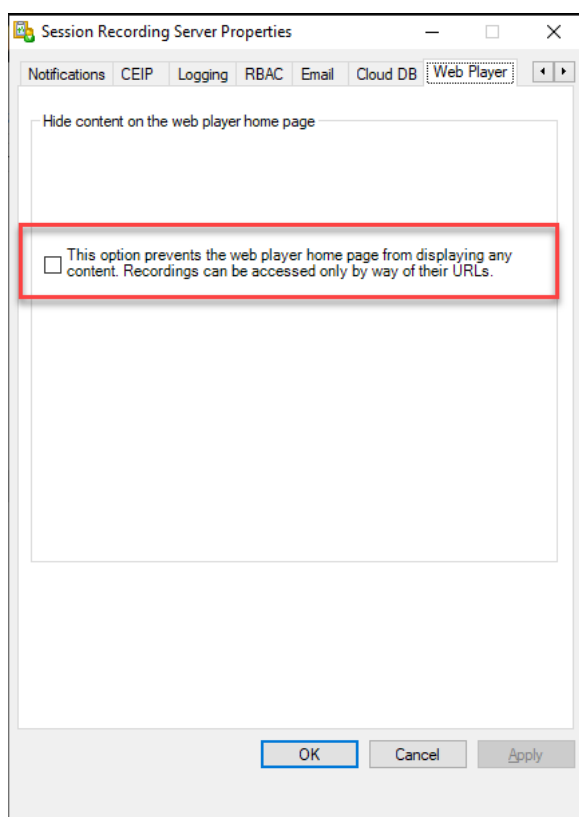 Session Recording Server Properties
Notifications CEIP Logging RBAC Email Cloud DB Web Player
Hide content on the web player home page
This option prevents the web player home page from displaying any
content. Recordings can be accessed only by way of their URLs.
OK Cancel Apply